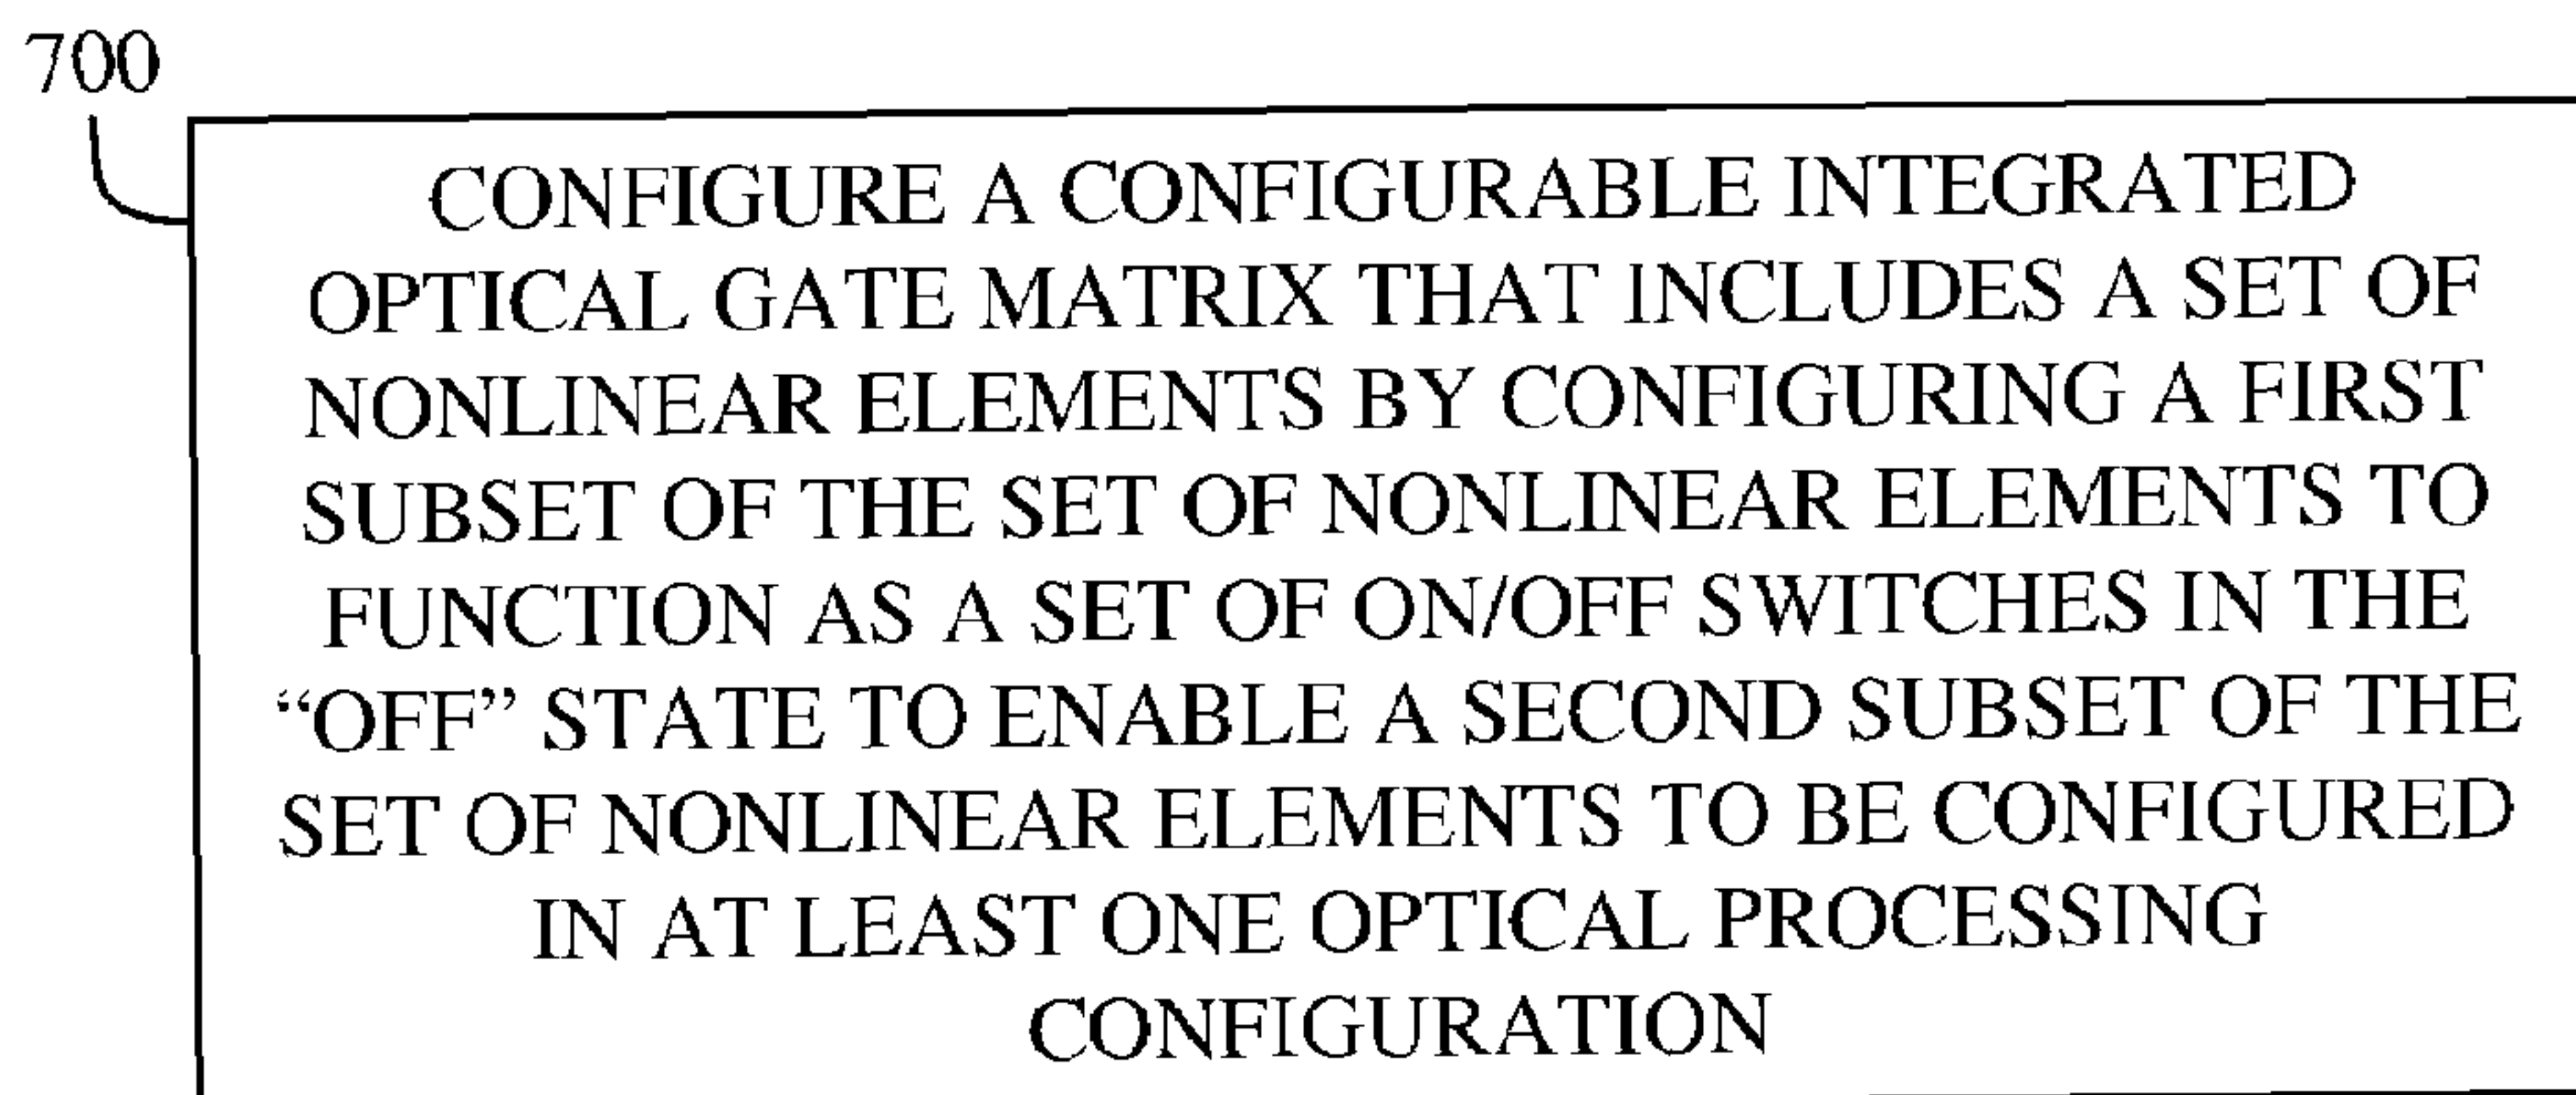 700
CONFIGURE A CONFIGURABLE INTEGRATED
OPTICAL GATE MATRIX THAT INCLUDES A SET OF
NONLINEAR ELEMENTS BY CONFIGURING A FIRST
SUBSET OF THE SET OF NONLINEAR ELEMENTS TO
FUNCTION AS A SET OF ON/OFF SWITCHES IN THE
“OFF” STATE TO ENABLE A SECOND SUBSET OF THE
SET OF NONLINEAR ELEMENTS TO BE CONFIGURED
IN AT LEAST ONE OPTICAL PROCESSING
CONFIGURATION